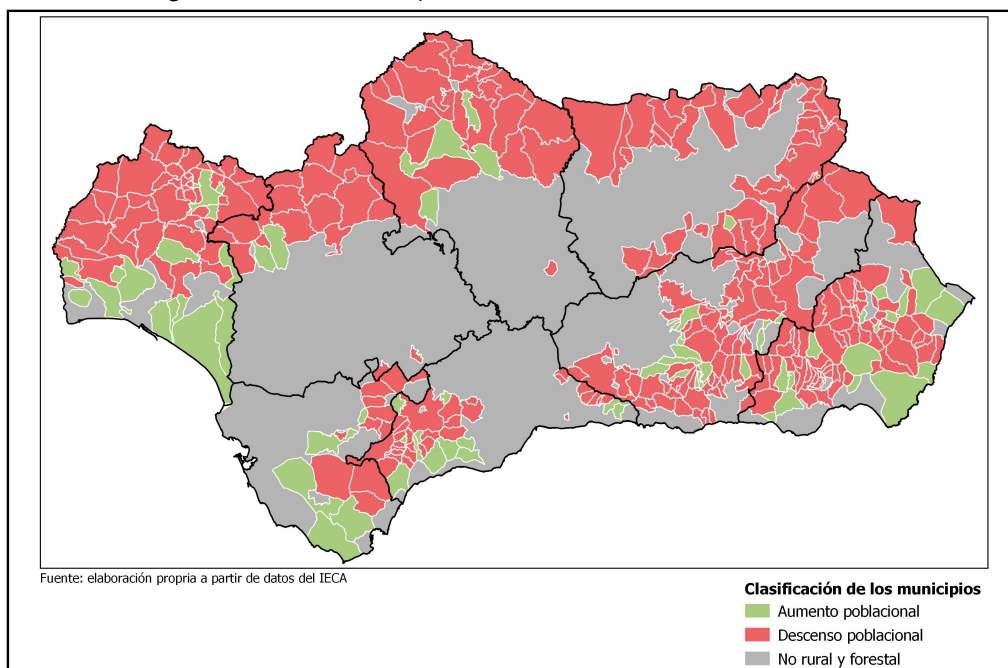 Fuente: elaboración propria a partir de datos del IECA
Clasificación de los municipios
Aumento poblacional
Descenso poblacional
No rural y forestal